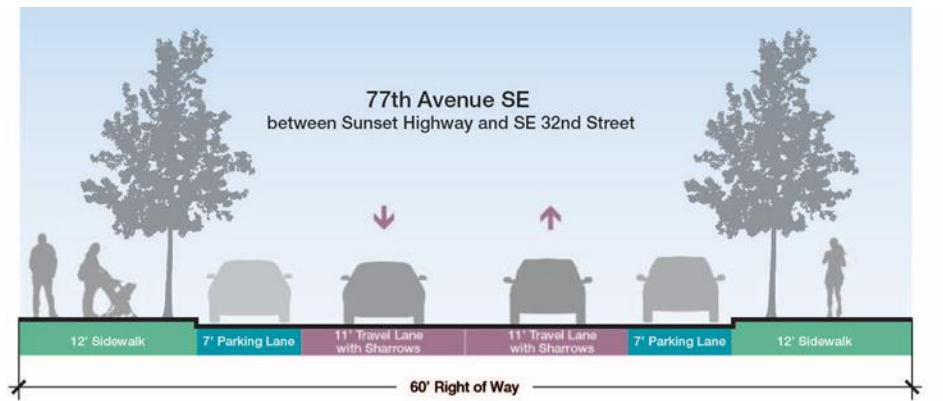 77th Avenue SE
between Sunset Highway and SE 32nd Street
12' Sidewalk
7' Parking Lane
11' Travel Lane
with Sharrows
11' Travel Lane
with Sharrows
7' Parking Lane
12' Sidewalk
60' Right of Way